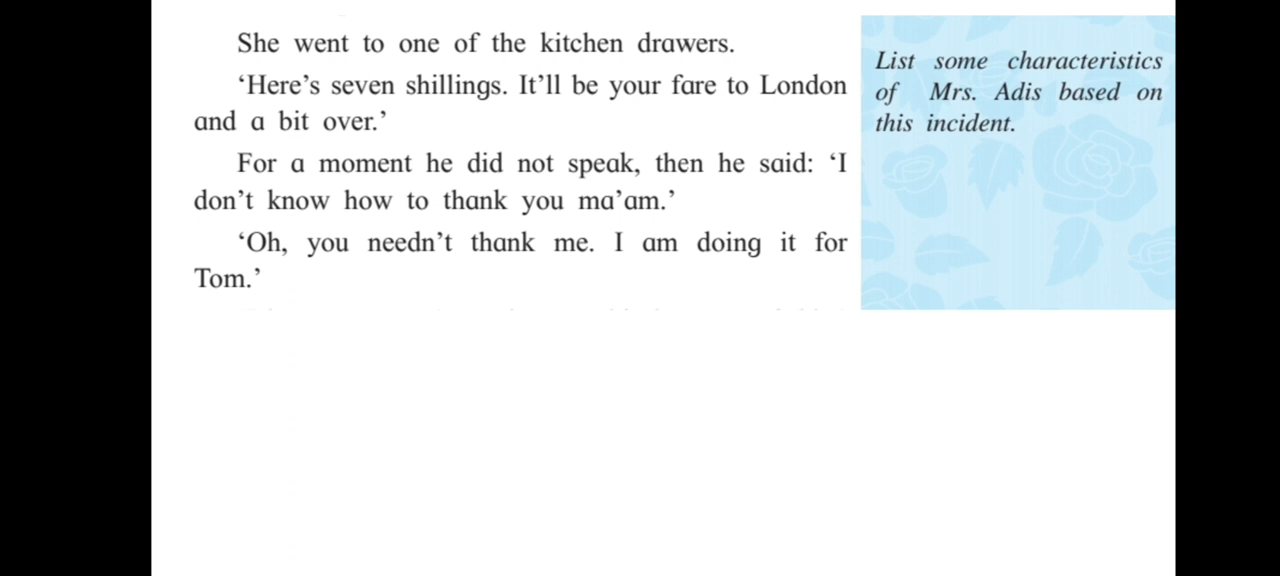 She went to one of the kitchen drawers.
‘Here’s seven shillings. It’ll be your fare to London
and a bit over.’
For a moment he did not speak, then he said: ‘I
don’t know how to thank you ma’am.’
‘Oh, you needn’t thank me. I am doing it for
Tom.’
List some characteristics
of Mrs. Adis based on
this incident.